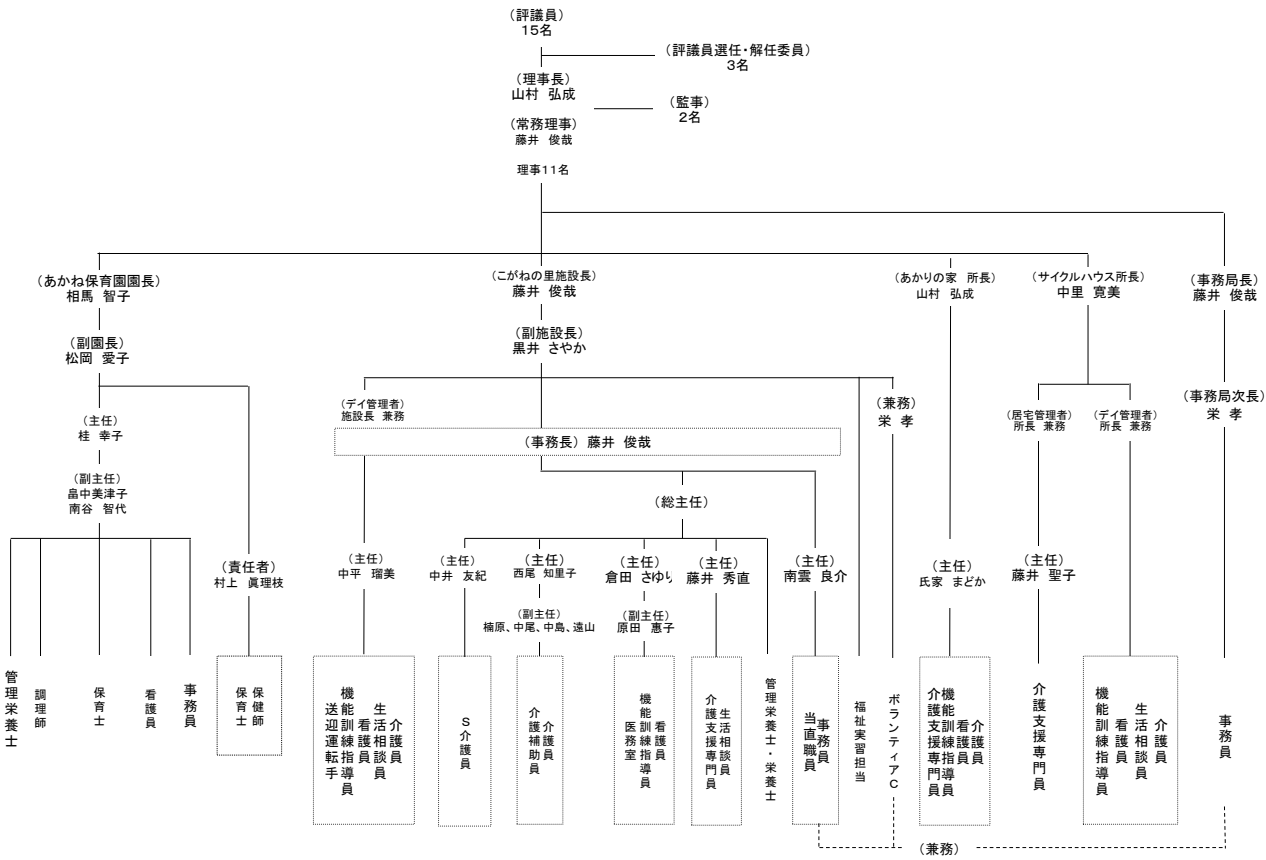 (評議員)
15名
(評議員選任・解任委員)
3名
(理事長)
山村 弘成
(監事)
2名
(常務理事)
藤井 俊哉
理事11名
(あかね保育園園長)
相馬 智子
(こがねの里施設長)
藤井 俊哉
(あかりの家 所長)
山村 弘成
(サイクルハウス所長)
中里 寛美
(事務局長)
藤井 俊哉
(副園長)
松岡 愛子
(副施設長)
黒井 さやか
(主任)
桂 幸子
(デイ管理者)
施設長 兼務
(兼務)
栄 孝
(居宅管理者)
所長 兼務
(デイ管理者)
所長 兼務
(事務局次長)
栄 孝
(事務長) 藤井 俊哉
(副主任)
畠中美津子
南谷 智代
(総主任)
(責任者)
村上 眞理枝
(主任)
中平 瑠美
(主任)
中井 友紀
(主任)
西尾 知里子
(主任)
倉田 さゆり
(主任)
藤井 秀直
(主任)
南雲 良介
(主任)
氏家 まどか
(主任)
藤井 聖子
(副主任)
楠原、中尾、中島、遠山
(副主任)
原田 惠子
管理栄養士
調理師
保育士
看護員
事務員
保健師
保育士
介護員
生活相談員
看護員
機能訓練指導員
送迎運転手
S介護員
介護員
介護補助員
看護員
機能訓練指導員
医務室
生活相談員
介護支援専門員
管理栄養士・栄養士
事務員
当直職員
福祉実習担当
ボランティアC
介護員
看護員
機能訓練指導員
介護支援専門員
介護支援専門員
介護員
生活相談員
看護員
機能訓練指導員
事務員
(兼務)